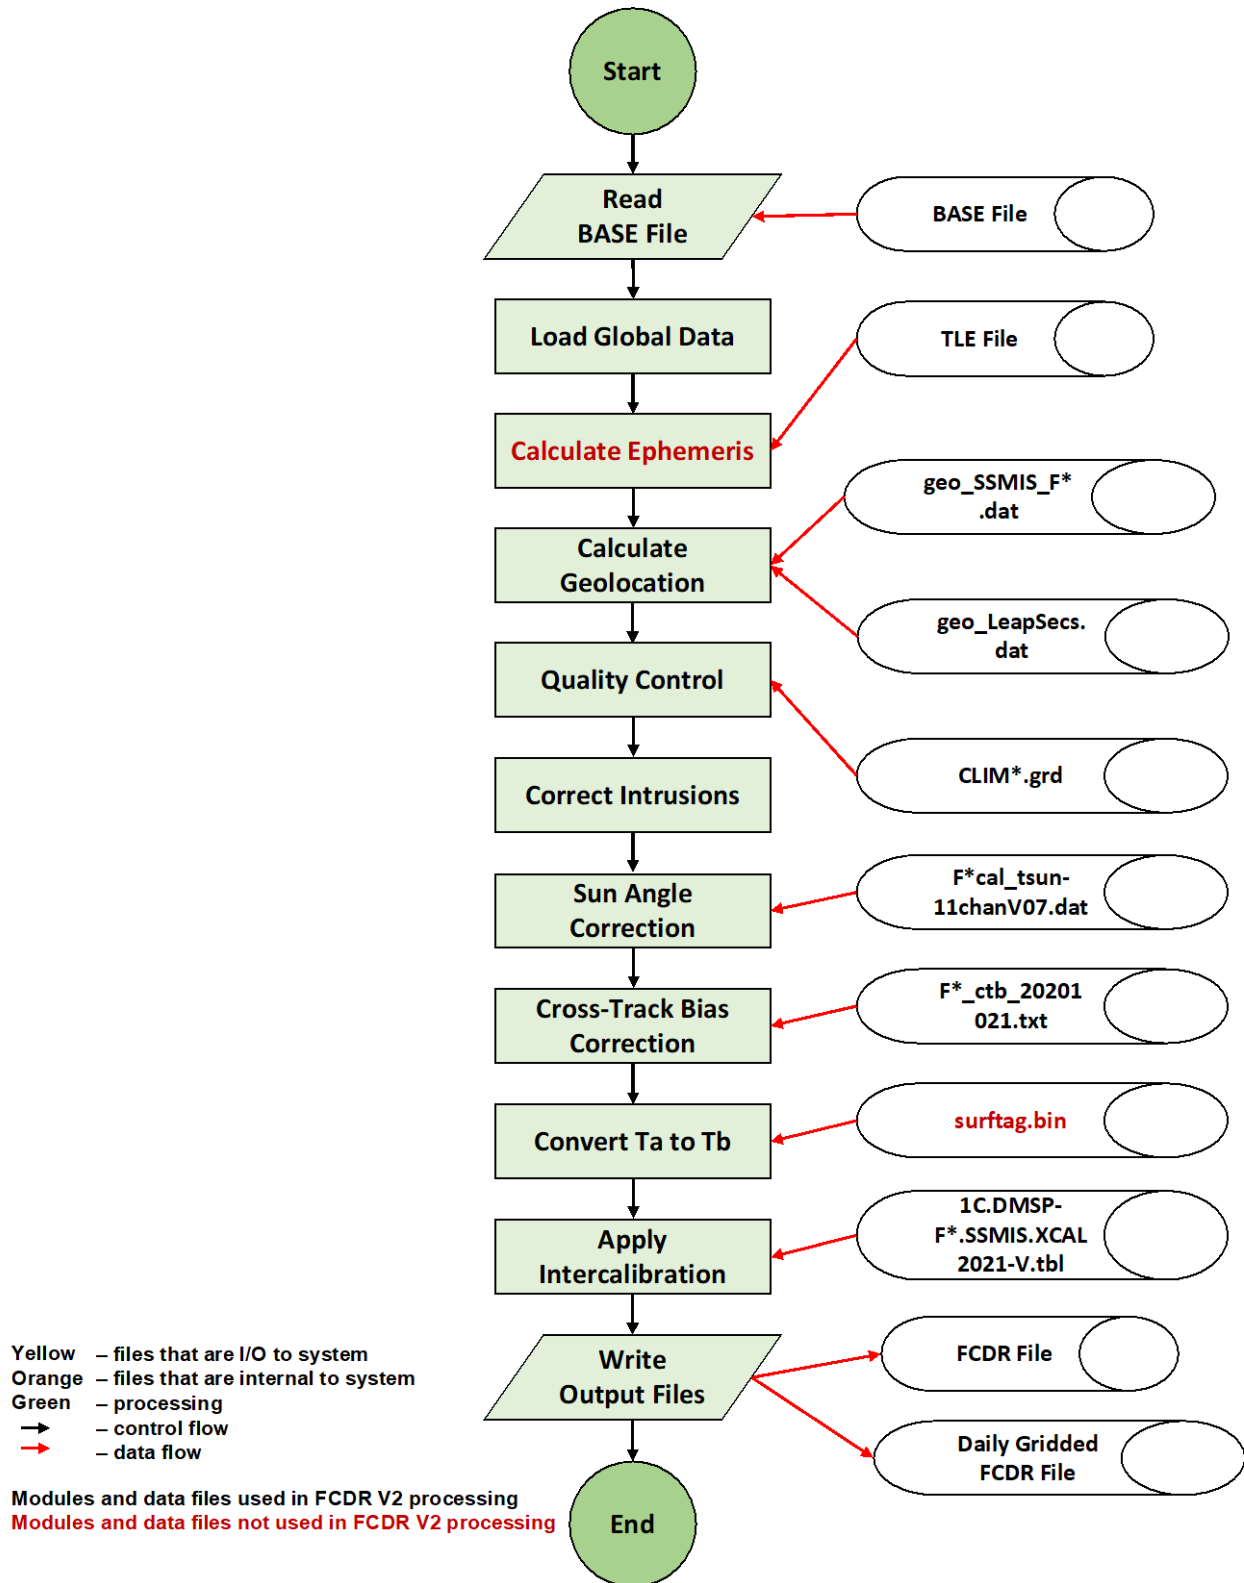 Start
Read
BASE File
BASE File
Load Global Data
TLE File
Calculate Ephemeris
geo_SSMIS_F*
.dat
Calculate
Geolocation
geo_LeapSecs.
dat
Quality Control
CLIM*.grd
Correct Intrusions
Sun Angle
Correction
F*cal_tsun-
11chanV07.dat
Cross-Track Bias
Correction
F*_ctb_20201
021.txt
Convert Ta to Tb
surftag.bin
Apply
Intercalibration
1C.DMSP-
F*.SSMIS.XCAL
2021-V.tbl
Write
Output Files
FCDR File
Daily Gridded
FCDR File
End
Yellow – files that are I/O to system
Orange – files that are internal to system
Green – processing
– control flow
– data flow
Modules and data files used in FCDR V2 processing
Modules and data files not used in FCDR V2 processing